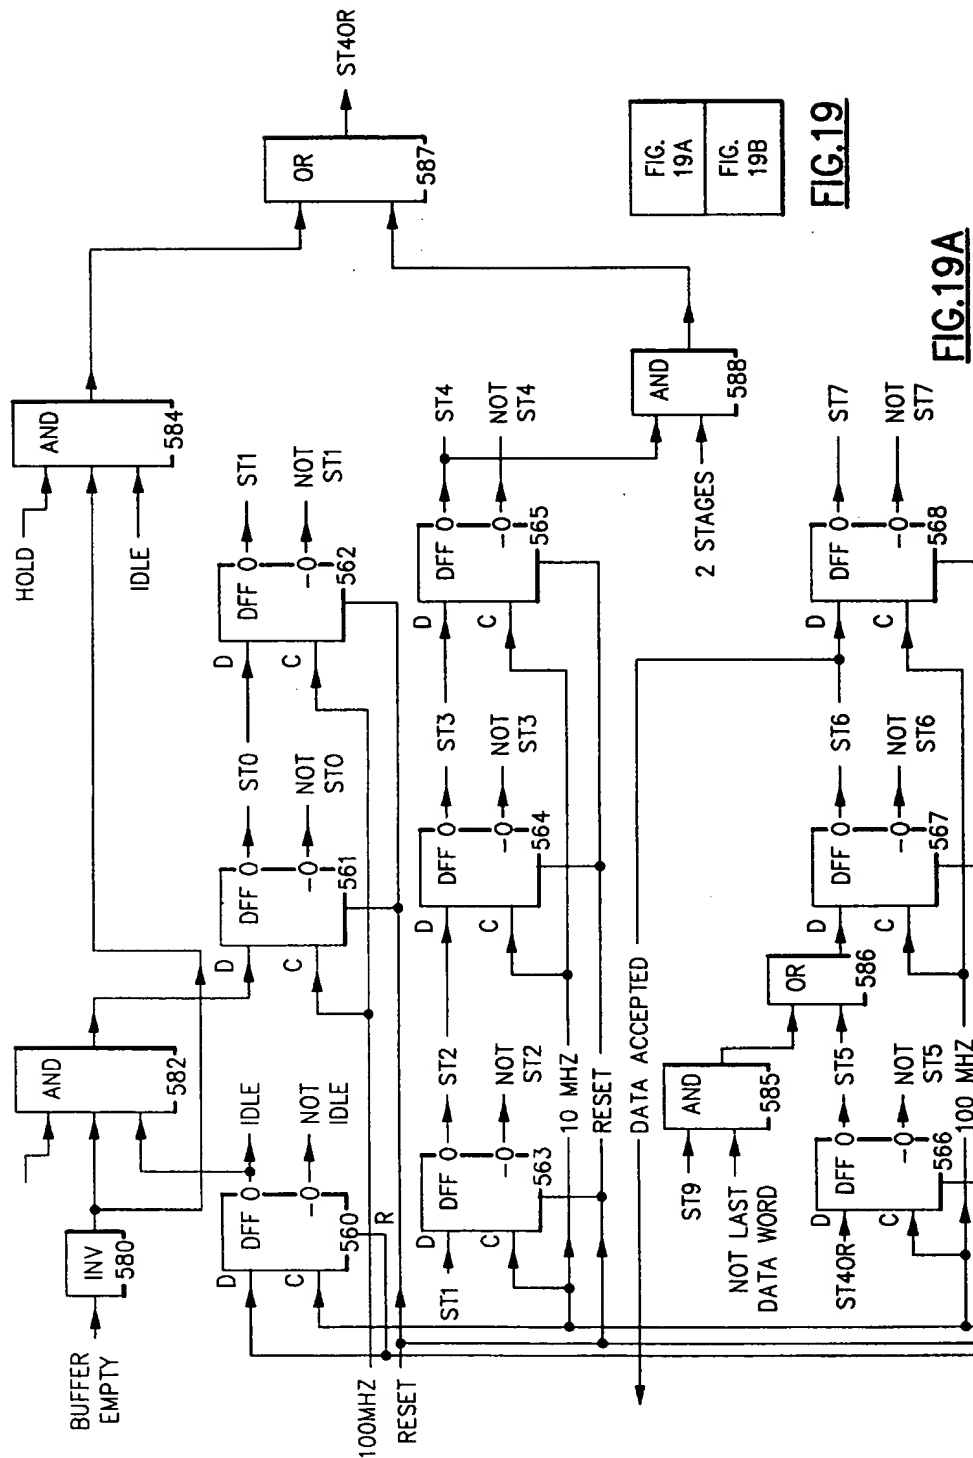 BUFFER
EMPTY
INV
580
AND
582
HOLD
IDLE
AND
584
OR
587
ST4OR
D
C
DFF
560
R
IDLE
NOT
IDLE
D
C
DFF
561
ST0
NOT
ST0
D
C
DFF
562
ST1
NOT
ST1
100MHZ
RESET
ST1
D
C
DFF
563
ST2
NOT
ST2
D
C
DFF
564
ST3
NOT
ST3
D
C
DFF
565
ST4
NOT
ST4
10 MHZ
RESET
2 STAGES
AND
588
DATA ACCEPTED
ST9
NOT LAST
DATA WORD
AND
585
OR
586
ST4OR
D
C
DFF
566
ST5
NOT
ST5
D
C
DFF
567
ST6
NOT
ST6
D
C
DFF
568
ST7
NOT
ST7
100 MHZ
FIG.
19A
FIG.
19B
FIG.19
FIG.19A